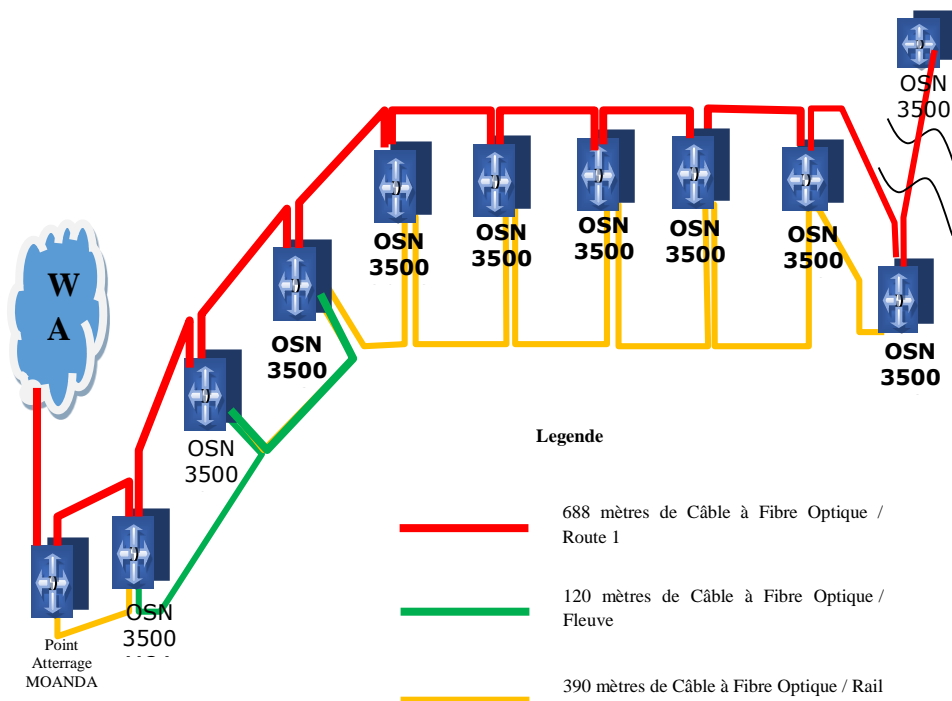 OSN
3500
OSN
3500
OSN
3500
OSN
3500
OSN
3500
OSN
3500
OSN
3500
OSN
3500
OSN
3500
OSN
3500
W
A
Point
Atterrage
MOANDA
Legende
688 mètres de Câble à Fibre Optique /
Route 1
120 mètres de Câble à Fibre Optique /
Fleuve
390 mètres de Câble à Fibre Optique / Rail